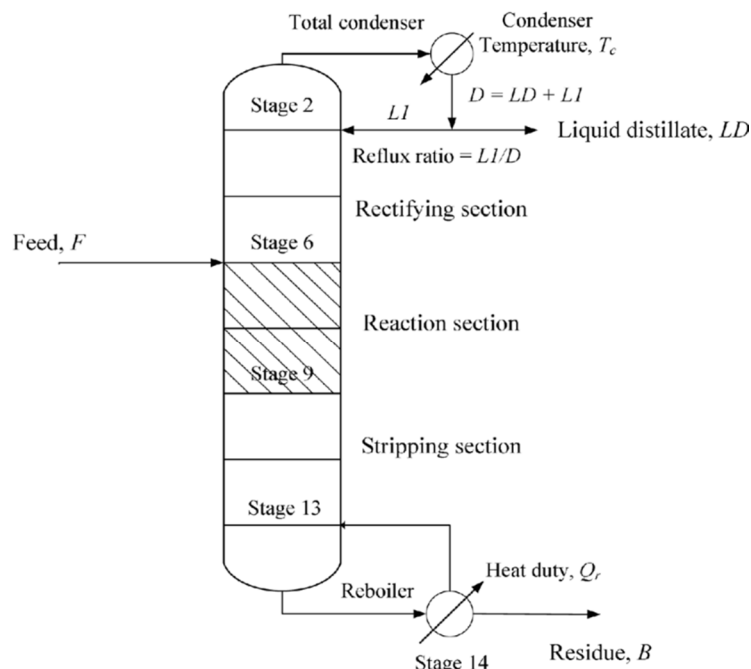 Total condenser
Condenser
Temperature, Tc
Stage 2
L1
D = LD + L1
Liquid distillate, LD
Reflux ratio = L1/D
Rectifying section
Feed, F
Stage 6
Reaction section
Stage 9
Stripping section
Stage 13
Reboiler
Heat duty, Qr
Residue, B
Stage 14